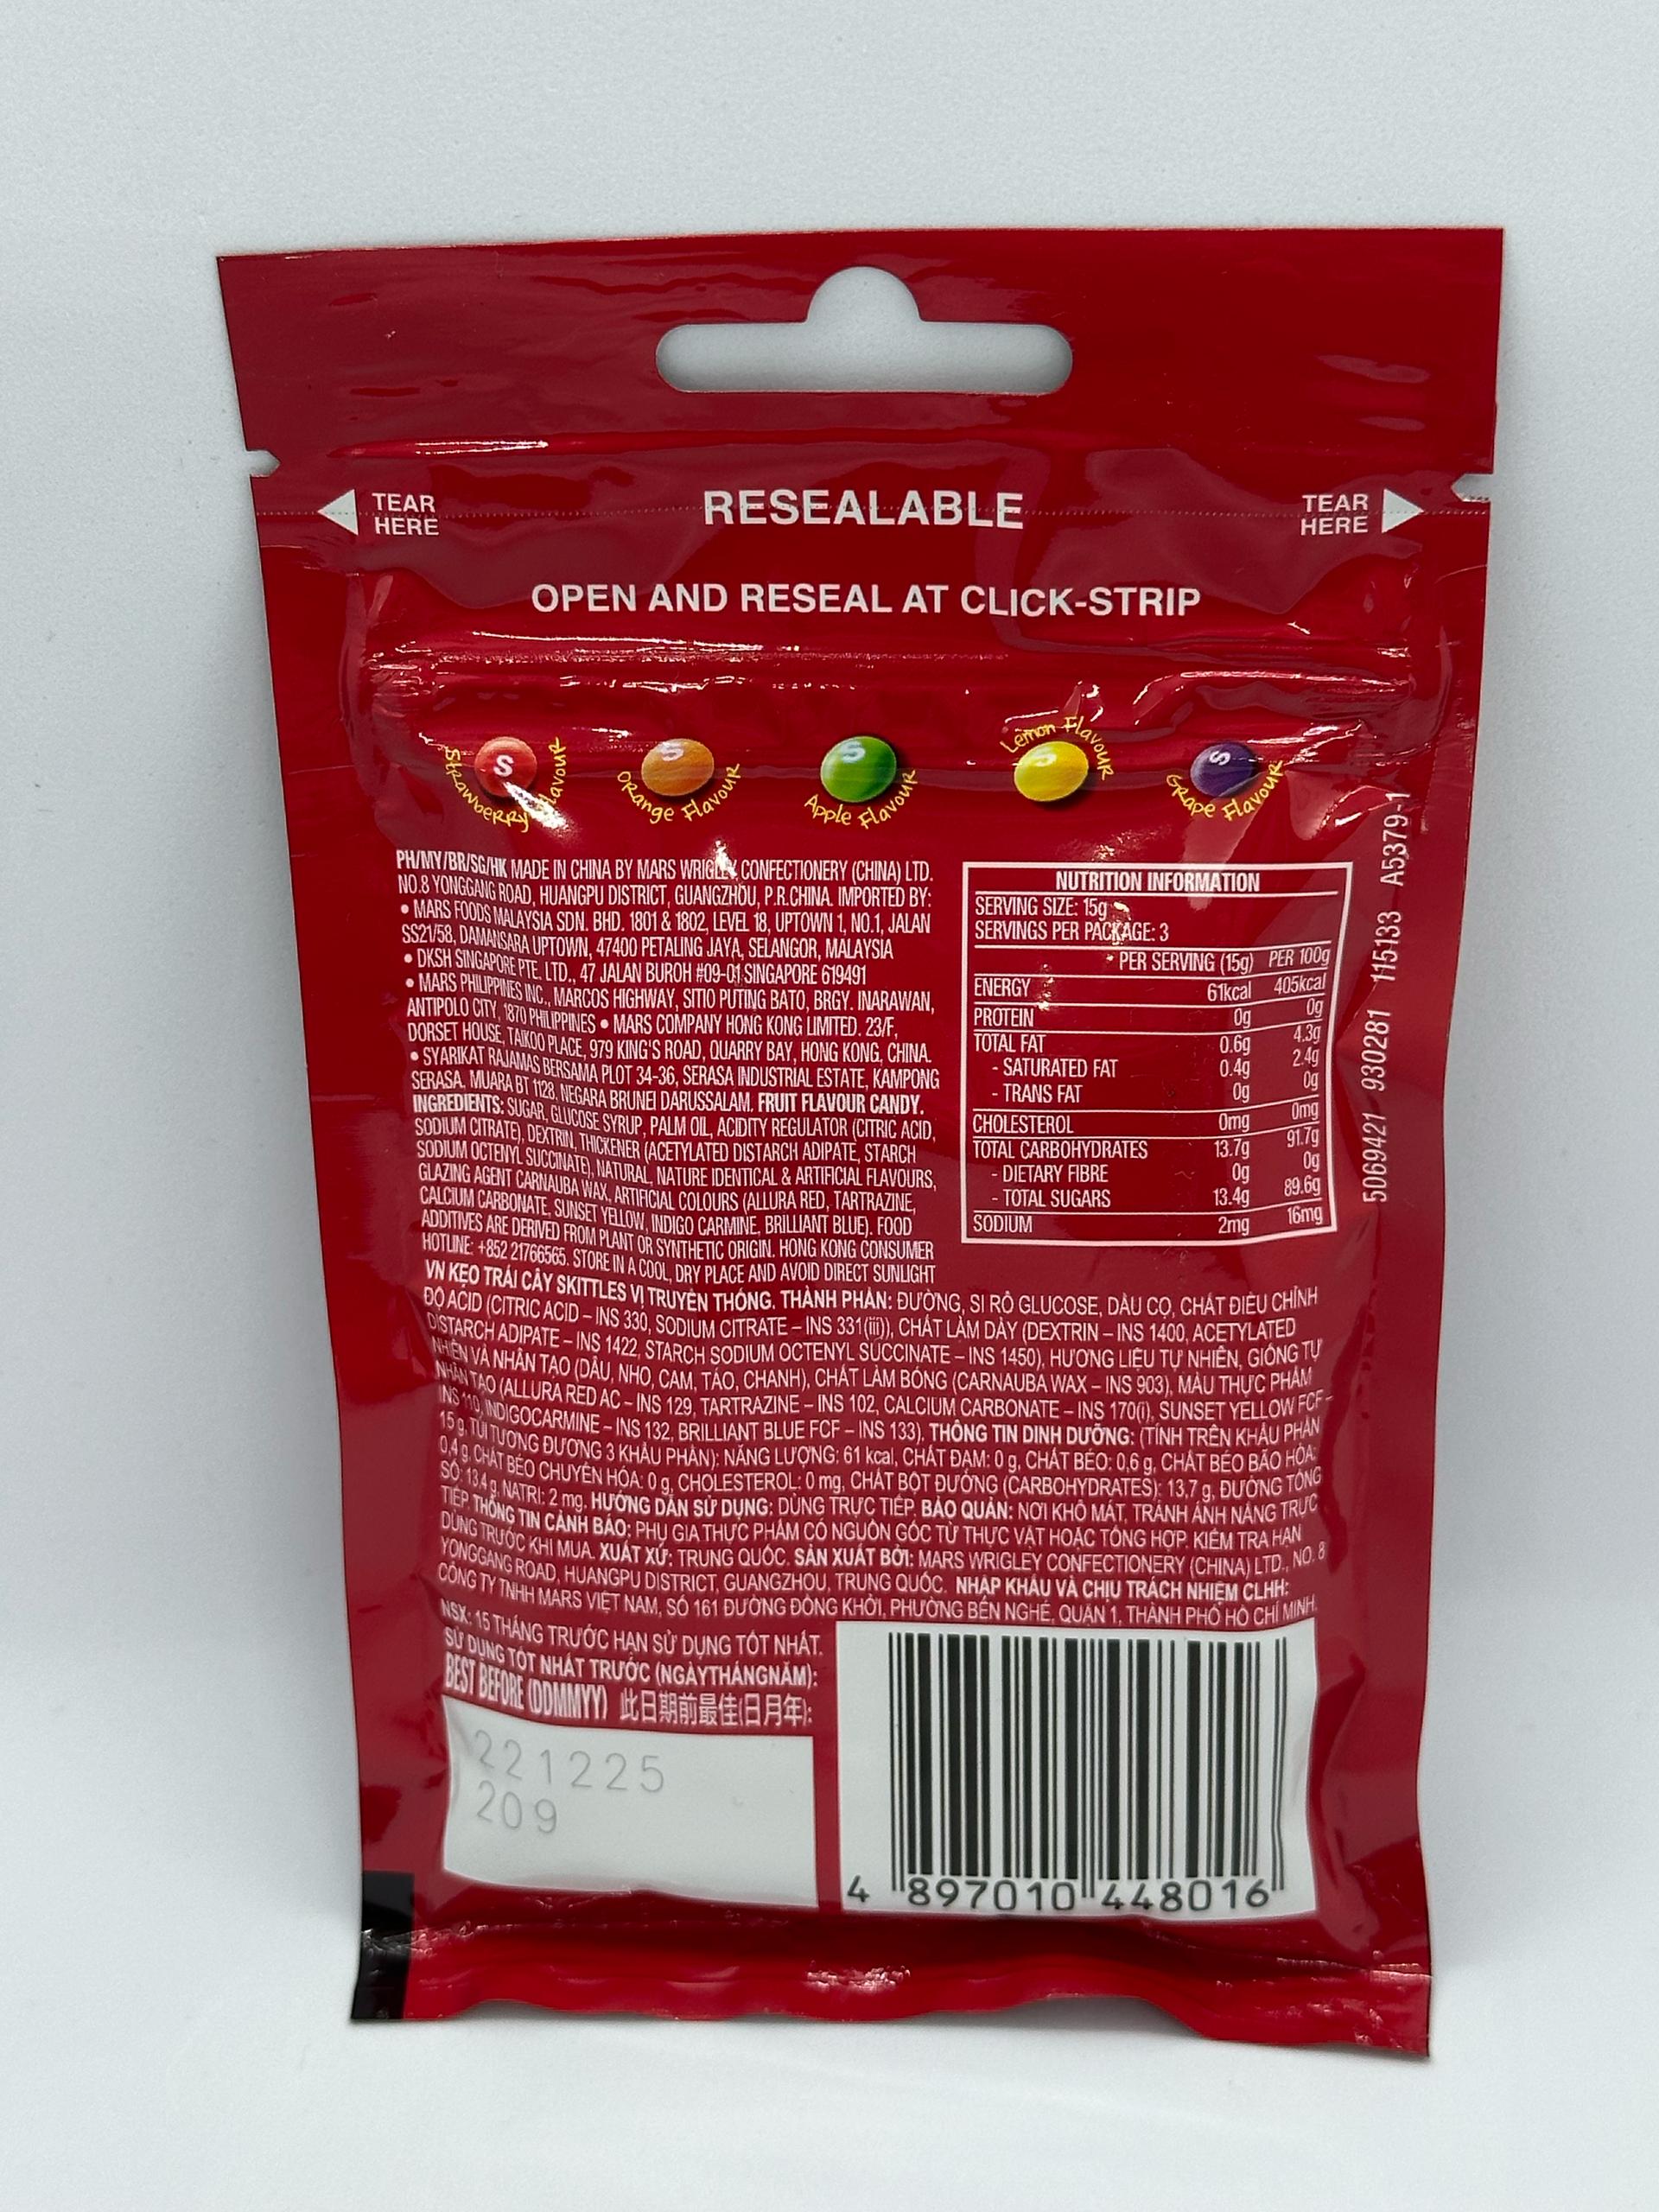 TEAR
HERE
RESEALABLE
TEAR
HERE
OPEN AND RESEAL AT CLICK-STRIP
Strawberry Flavour
Orange Flavour
Apple Flavour
Lemon Flavour
Grape Flavour
PH/MY/BR/SG/HK MADE IN CHINA BY MARS WRIGLEY CONFECTIONERY (CHINA) LTD.
NO.8 YONGGANG ROAD, HUANGPU DISTRICT, GUANGZHOU, P.R.CHINA. IMPORTED BY:
• MARS FOODS MALAYSIA SDN. BHD. 1801 & 1802, LEVEL 18, UPTOWN 1, NO.1, JALAN
SS21/58, DAMANSARA UPTOWN, 47400 PETALING JAYA, SELANGOR, MALAYSIA
• DKSH SINGAPORE PTE. LTD., 47 JALAN BUROH #09-01 SINGAPORE 619491
• MARS PHILIPPINES INC., MARCOS HIGHWAY, SITIO PUTING BATO, BRGY. INARAWAN,
ANTIPOLO CITY, 1870 PHILIPPINES • MARS COMPANY HONG KONG LIMITED. 23/F,
DORSET HOUSE, TAIKOO PLACE, 979 KING'S ROAD, QUARRY BAY, HONG KONG, CHINA.
• SYARIKAT RAJAMAS BERSAMA PLOT 34-36, SERASA INDUSTRIAL ESTATE, KAMPONG
SERASA, MUARA BT 1128, NEGARA BRUNEI DARUSSALAM. FRUIT FLAVOUR CANDY.
INGREDIENTS: SUGAR, GLUCOSE SYRUP, PALM OIL, ACIDITY REGULATOR (CITRIC ACID,
SODIUM CITRATE), DEXTRIN, THICKENER (ACETYLATED DISTARCH ADIPATE, STARCH
SODIUM OCTENYL SUCCINATE), NATURAL, NATURE IDENTICAL & ARTIFICIAL FLAVOURS,
GLAZING AGENT CARNAUBA WAX, ARTIFICIAL COLOURS (ALLURA RED, TARTRAZINE,
CALCIUM CARBONATE, SUNSET YELLOW, INDIGO CARMINE, BRILLIANT BLUE). FOOD
ADDITIVES ARE DERIVED FROM PLANT OR SYNTHETIC ORIGIN. HONG KONG CONSUMER
HOTLINE: +852 21766565. STORE IN A COOL, DRY PLACE AND AVOID DIRECT SUNLIGHT
NUTRITION INFORMATION
SERVING SIZE: 15g
SERVINGS PER PACKAGE: 3
PER SERVING (15g) PER 100g
ENERGY 61kcal 405kcal
PROTEIN 0g 0g
TOTAL FAT 0.6g 4.3g
- SATURATED FAT 0.4g 2.4g
- TRANS FAT 0g 0g
CHOLESTEROL 0mg 0mg
TOTAL CARBOHYDRATES 13.7g 91.7g
- DIETARY FIBRE 0g 0g
- TOTAL SUGARS 13.4g 89.6g
SODIUM 2mg 16mg
5069421 930281 115133 A5379-1
VN KẸO TRÁI CÂY SKITTLES VỊ TRUYỀN THỐNG. THÀNH PHẦN: ĐƯỜNG, SI RÔ GLUCOSE, DẦU CỌ, CHẤT ĐIỀU CHỈNH
ĐỘ ACID (CITRIC ACID – INS 330, SODIUM CITRATE – INS 331(iii)), CHẤT LÀM DÀY (DEXTRIN – INS 1400, ACETYLATED
DISTARCH ADIPATE – INS 1422, STARCH SODIUM OCTENYL SUCCINATE – INS 1450), HƯƠNG LIỆU TỰ NHIÊN, GIỐNG TỰ
NHIÊN VÀ NHÂN TẠO (DÂU, NHO, CAM, TÁO, CHANH), CHẤT LÀM BÓNG (CARNAUBA WAX – INS 903), MÀU THỰC PHẨM
NHÂN TẠO (ALLURA RED AC – INS 129, TARTRAZINE – INS 102, CALCIUM CARBONATE – INS 170(i), SUNSET YELLOW FCF –
INS 110, INDIGOCARMINE – INS 132, BRILLIANT BLUE FCF – INS 133). THÔNG TIN DINH DƯỠNG: (TÍNH TRÊN KHẨU PHẦN
15 g, TÚI TƯƠNG ĐƯƠNG 3 KHẨU PHẦN): NĂNG LƯỢNG: 61 kcal, CHẤT ĐẠM: 0 g, CHẤT BÉO: 0,6 g, CHẤT BÉO BÃO HÒA:
0,4 g, CHẤT BÉO CHUYỂN HÓA: 0 g, CHOLESTEROL: 0 mg, CHẤT BỘT ĐƯỜNG (CARBOHYDRATES): 13,7 g, ĐƯỜNG TỔNG
SỐ: 13,4 g, NATRI: 2 mg. HƯỚNG DẪN SỬ DỤNG: DÙNG TRỰC TIẾP. BẢO QUẢN: NƠI KHÔ MÁT, TRÁNH ÁNH NẮNG TRỰC
TIẾP. THÔNG TIN CẢNH BÁO: PHỤ GIA THỰC PHẨM CÓ NGUỒN GỐC TỪ THỰC VẬT HOẶC TỔNG HỢP. KIỂM TRA HẠN
DÙNG TRƯỚC KHI MUA. XUẤT XỨ: TRUNG QUỐC. SẢN XUẤT BỞI: MARS WRIGLEY CONFECTIONERY (CHINA) LTD., NO. 8
YONGGANG ROAD, HUANGPU DISTRICT, GUANGZHOU, TRUNG QUỐC. NHẬP KHẨU VÀ CHỊU TRÁCH NHIỆM CLHH:
CÔNG TY TNHH MARS VIỆT NAM, SỐ 161 ĐƯỜNG ĐỒNG KHỞI, PHƯỜNG BẾN NGHÉ, QUẬN 1, THÀNH PHỐ HỒ CHÍ MINH.
NSX: 15 THÁNG TRƯỚC HẠN SỬ DỤNG TỐT NHẤT.
SỬ DỤNG TỐT NHẤT TRƯỚC (NGÀYTHÁNGNĂM):
BEST BEFORE (DDMMYY) 此日期前最佳(日月年):
221225
209
4 897010 448016